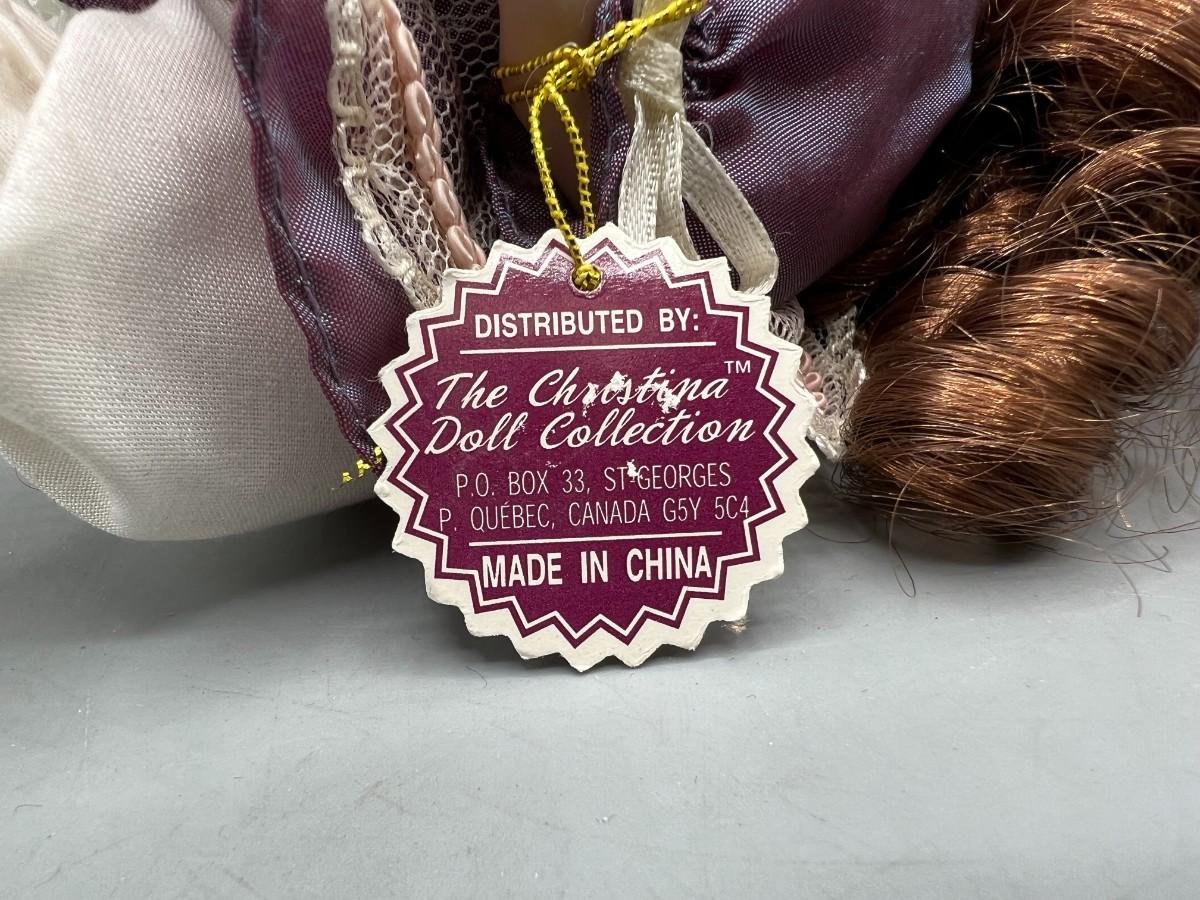 DISTRIBUTED BY:
The Christina™
Doll Collection
P.O. BOX 33, ST-GEORGES
P. QUÉBEC, CANADA G5Y 5C4
MADE IN CHINA